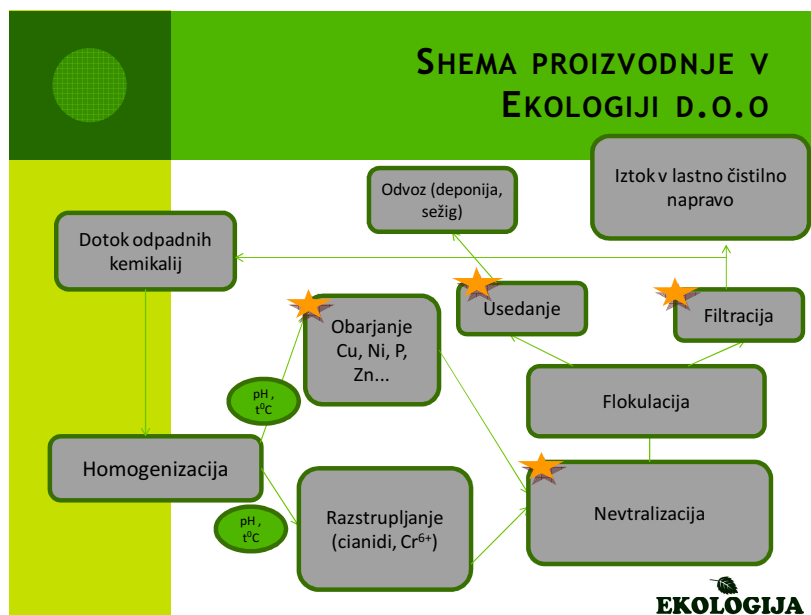 SHEMA PROIZVODNJE V
EKOLOGIJI D.O.O
Iztok v lastno čistilno
napravo
Odvoz (deponija,
sežig)
Dotok odpadnih
kemikalij
Usedanje
Filtracija
Obarjanje
Cu, Ni, P,
Zn...
pH ,
t⁰C
Flokulacija
Homogenizacija
pH ,
t⁰C
Razstrupljanje
(cianidi, Cr⁶⁺)
Nevtralizacija
EKOLOGIJA